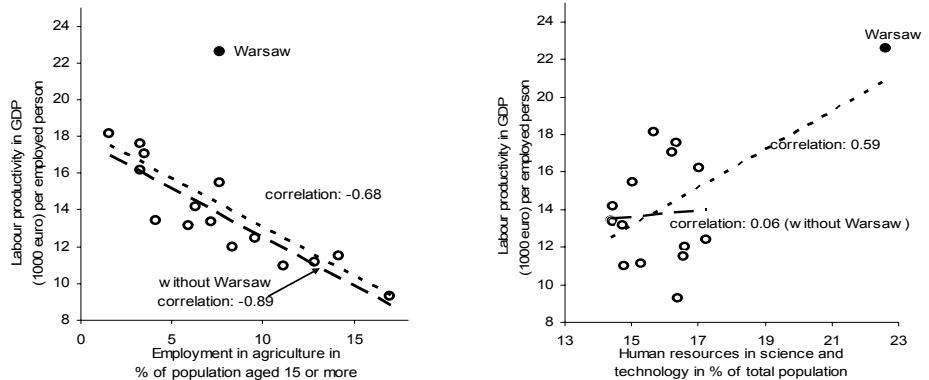 Labour productivity in GDP
(1000 euro) per employed person
24
22
20
18
16
14
12
10
8
0
5
10
15
Warsaw
correlation: -0.68
without Warsaw
correlation: -0.89
Employment in agriculture in
% of population aged 15 or more
Labour productivity in GDP
(1000 euro) per employed person
24
22
20
18
16
14
12
10
8
13
15
17
19
21
23
Warsaw
correlation: 0.59
correlation: 0.06 (without Warsaw)
Human resources in science and
technology in % of total population